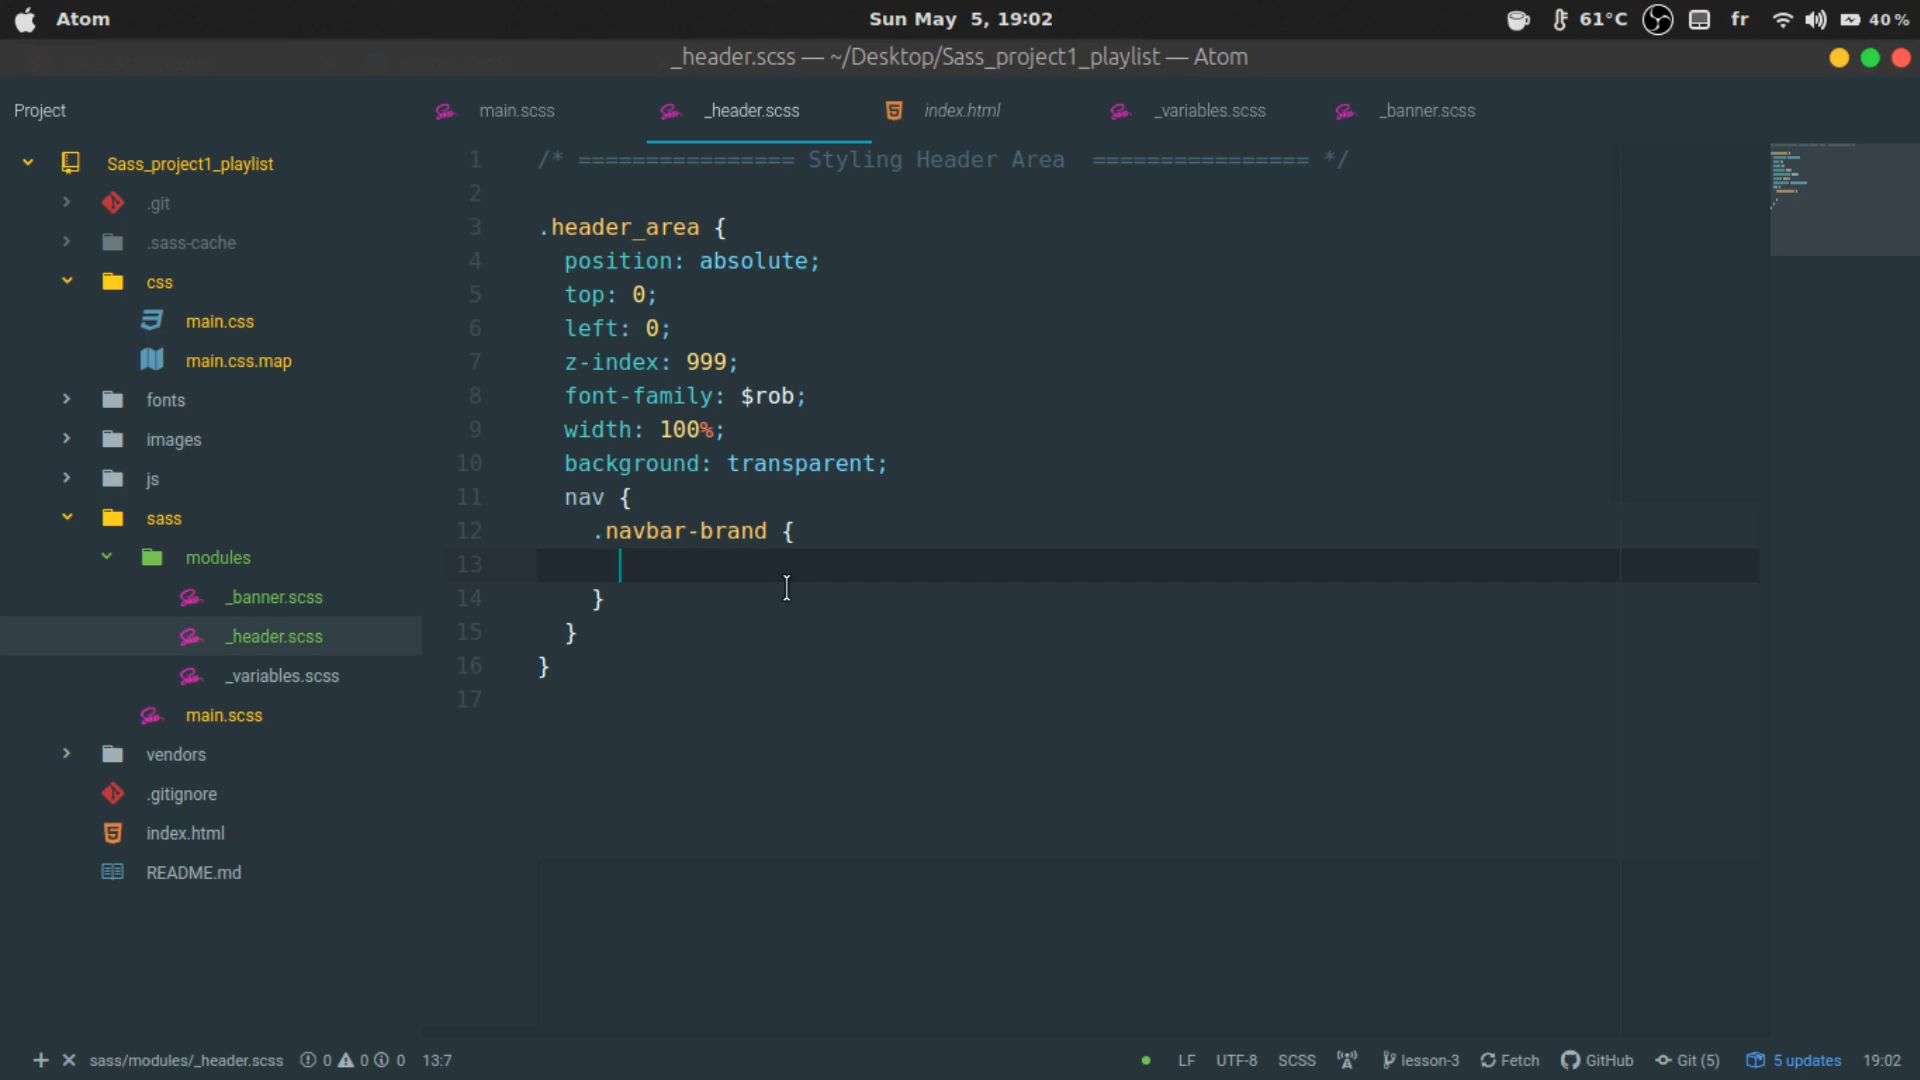 Atom
Sun May 5, 19:02
61°C
fr
40%
_header.scss — ~/Desktop/Sass_project1_playlist — Atom
Project
main.scss
_header.scss
index.html
_variables.scss
_banner.scss
Sass_project1_playlist
.git
.sass-cache
css
main.css
main.css.map
fonts
images
js
sass
modules
_banner.scss
_header.scss
_variables.scss
main.scss
vendors
.gitignore
index.html
README.md
1 /* ================ Styling Header Area ================ */
2
3 .header_area {
4 position: absolute;
5 top: 0;
6 left: 0;
7 z-index: 999;
8 font-family: $rob;
9 width: 100%;
10 background: transparent;
11 nav {
12 .navbar-brand {
13
14 }
15 }
16 }
17
sass/modules/_header.scss 0 0 0 13:7
LF UTF-8 SCSS lesson-3 Fetch GitHub Git (5) 5 updates 19:02